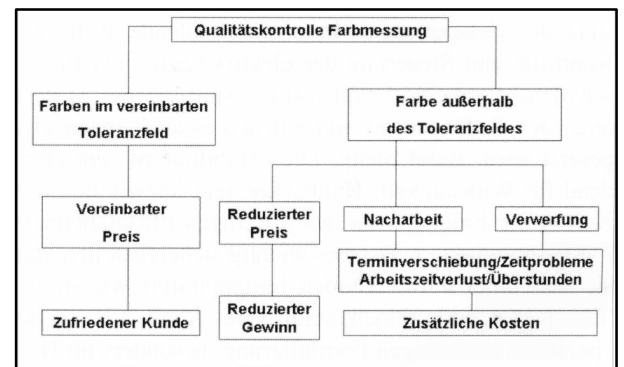 Qualitätskontrolle Farbmessung
Farben im vereinbarten
Toleranzfeld
Farbe außerhalb
des Toleranzfeldes
Vereinbarter
Preis
Reduzierter
Preis
Nacharbeit
Verwerfung
Terminverschiebung/Zeitprobleme
Arbeitszeitverlust/Überstunden
Zufriedener Kunde
Reduzierter
Gewinn
Zusätzliche Kosten